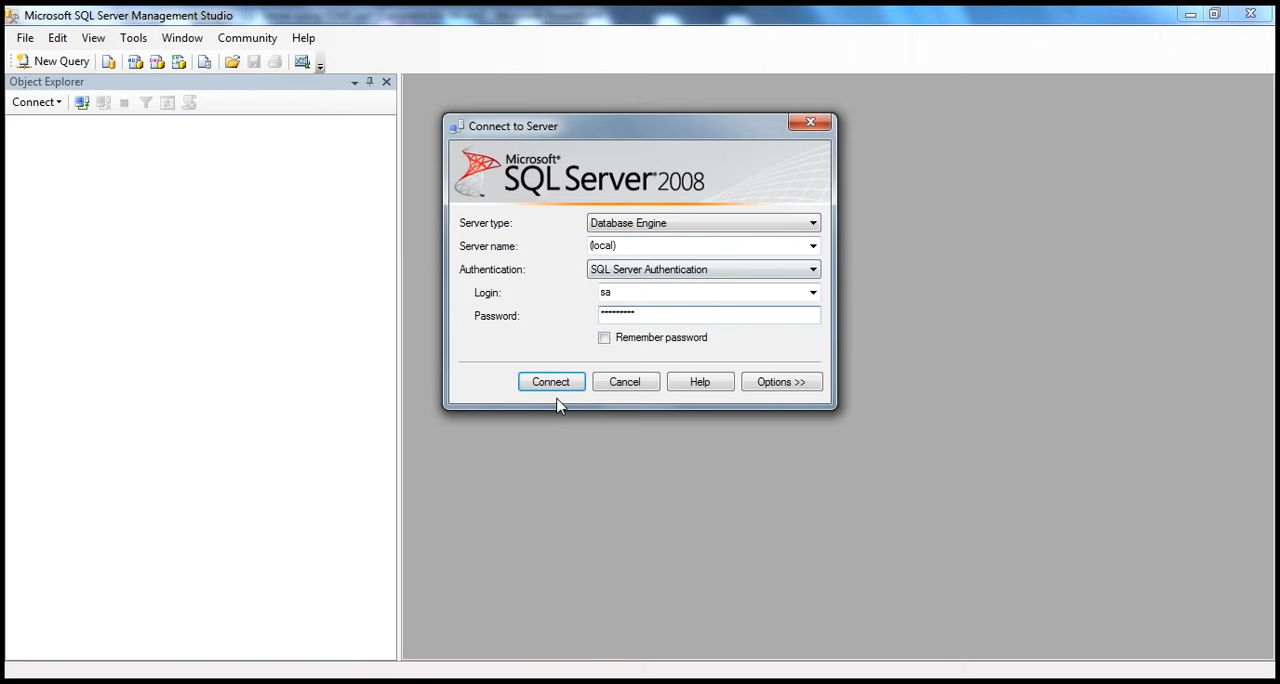 Microsoft SQL Server Management Studio
File Edit View Tools Window Community Help
New Query
Object Explorer
Connect
Connect to Server
Microsoft®
SQL Server® 2008
Server type: Database Engine
Server name: (local)
Authentication: SQL Server Authentication
Login: sa
Password: *********
Remember password
Connect Cancel Help Options >>